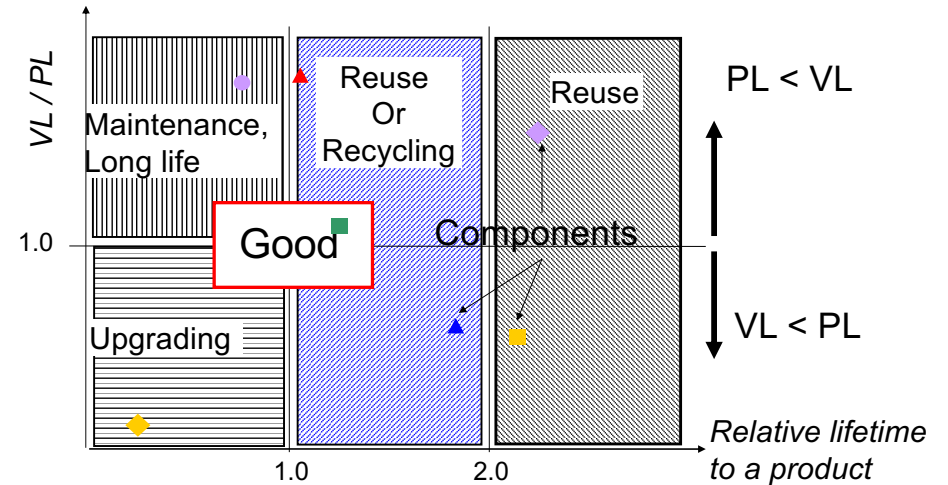 VL / PL
Maintenance,
Long life
Reuse
Or
Recycling
Reuse
PL < VL
1.0
Good
Components
Upgrading
VL < PL
1.0
2.0
Relative lifetime
to a product